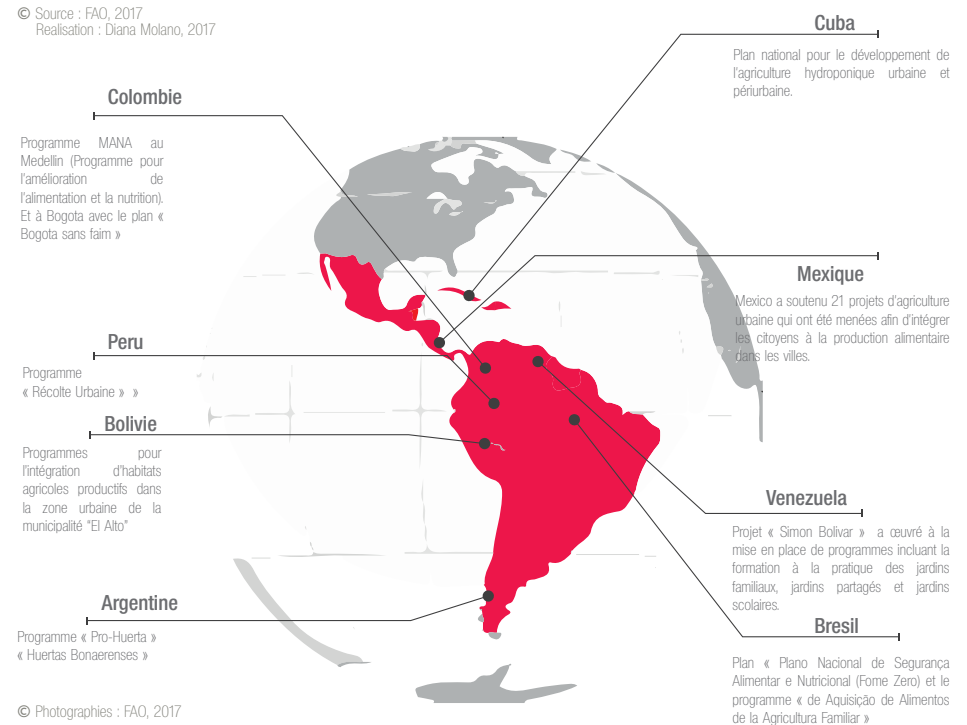 © Source : FAO, 2017
Realisation : Diana Molano, 2017
Cuba
Plan national pour le développement de
l'agriculture hydroponique urbaine et
périurbaine.
Colombie
Programme MANA au
Medellin (Programme pour
l'amélioration de
l'alimentation et la nutrition).
Et à Bogota avec le plan «
Bogota sans faim »
Mexique
Mexico a soutenu 21 projets d'agriculture
urbaine qui ont été menées afin d'intégrer
les citoyens à la production alimentaire
dans les villes.
Peru
Programme
« Récolte Urbaine » »
Bolivie
Programmes pour
l'intégration d'habitats
agricoles productifs dans
la zone urbaine de la
municipalité "El Alto"
Venezuela
Projet « Simon Bolivar » a œuvré à la
mise en place de programmes incluant la
formation à la pratique des jardins
familiaux, jardins partagés et jardins
scolaires.
Argentine
Programme « Pro-Huerta »
« Huertas Bonaerenses »
Bresil
Plan « Plano Nacional de Segurança
Alimentar e Nutricional (Fome Zero) et le
programme « de Aquisição de Alimentos
de la Agricultura Familiar »
© Photographies : FAO, 2017